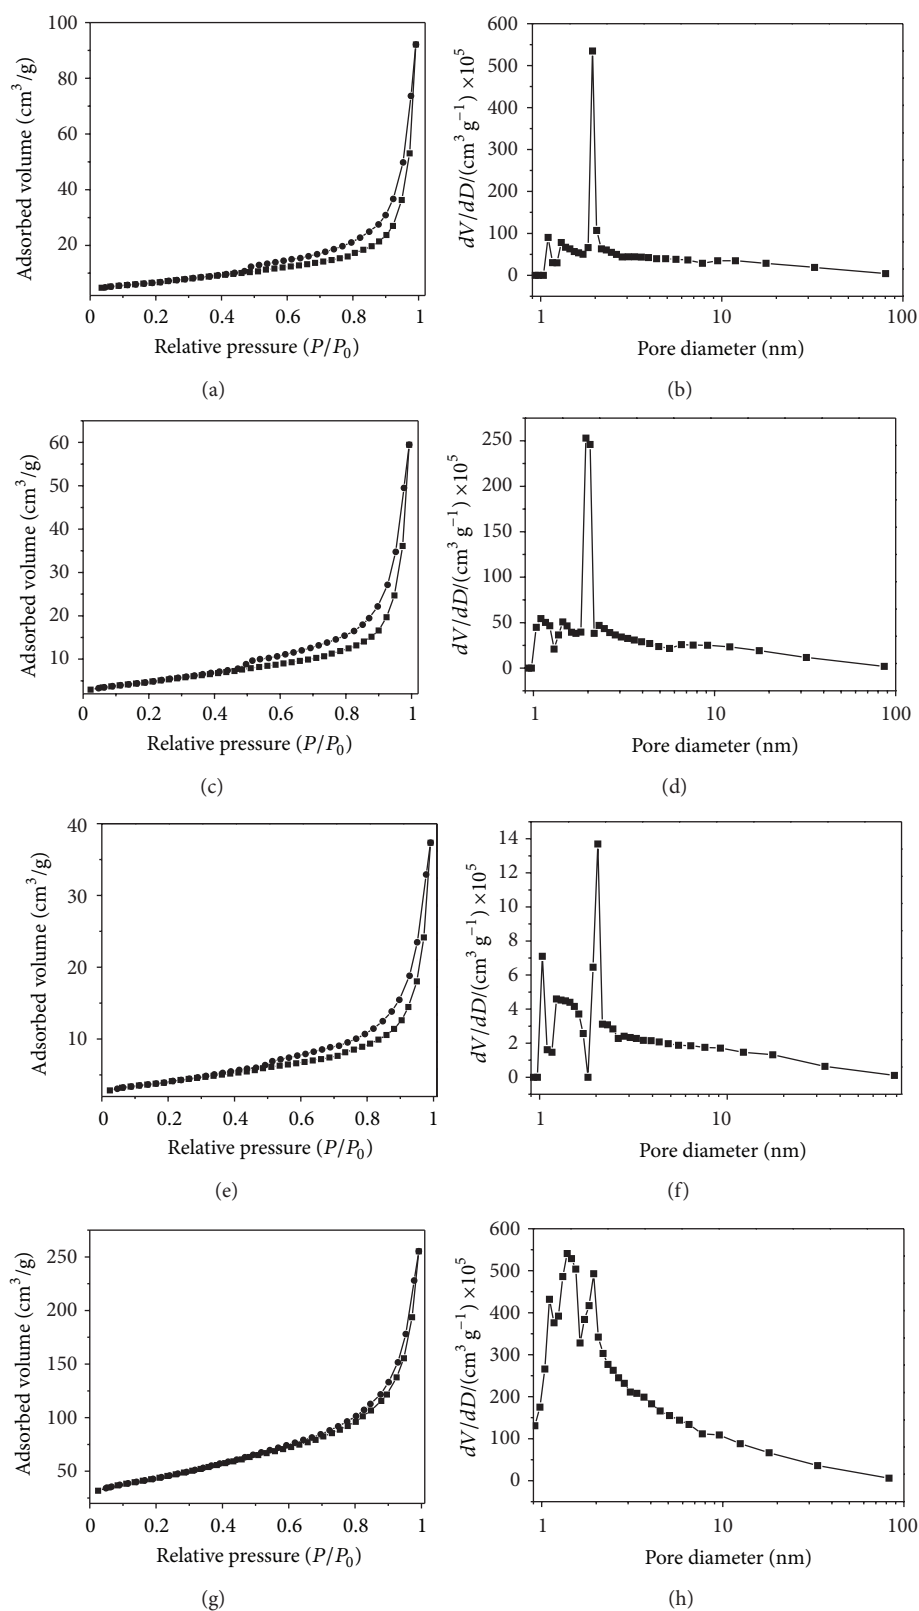 100
80
60
40
20
Adsorbed volume (cm³/g)
0 0.2 0.4 0.6 0.8 1
Relative pressure (P/P₀)
(a)
600
500
400
300
200
100
0
dV/dD/(cm³ g⁻¹) ×10⁵
1 10 100
Pore diameter (nm)
(b)
60
50
40
30
20
10
Adsorbed volume (cm³/g)
0 0.2 0.4 0.6 0.8 1
Relative pressure (P/P₀)
(c)
250
200
150
100
50
0
dV/dD/(cm³ g⁻¹) ×10⁵
1 10 100
Pore diameter (nm)
(d)
40
30
20
10
Adsorbed volume (cm³/g)
0 0.2 0.4 0.6 0.8 1
Relative pressure (P/P₀)
(e)
14
12
10
8
6
4
2
0
dV/dD/(cm³ g⁻¹) ×10⁵
1 10
Pore diameter (nm)
(f)
250
200
150
100
50
Adsorbed volume (cm³/g)
0 0.2 0.4 0.6 0.8 1
Relative pressure (P/P₀)
(g)
600
500
400
300
200
100
0
dV/dD/(cm³ g⁻¹) ×10⁵
1 10 100
Pore diameter (nm)
(h)